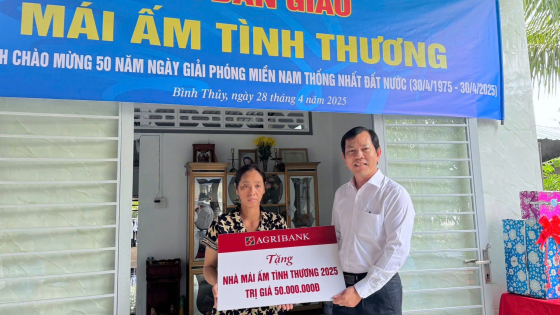 BÀN GIAO
MÁI ẤM TÌNH THƯƠNG
CHÀO MỪNG 50 NĂM NGÀY GIẢI PHÓNG MIỀN NAM THỐNG NHẤT ĐẤT NƯỚC (30/4/1975 - 30/4/2025)
Bình Thủy, ngày 28 tháng 4 năm 2025
AGRIBANK
Tặng
NHÀ MÁI ẤM TÌNH THƯƠNG 2025
TRỊ GIÁ 50.000.000Đ